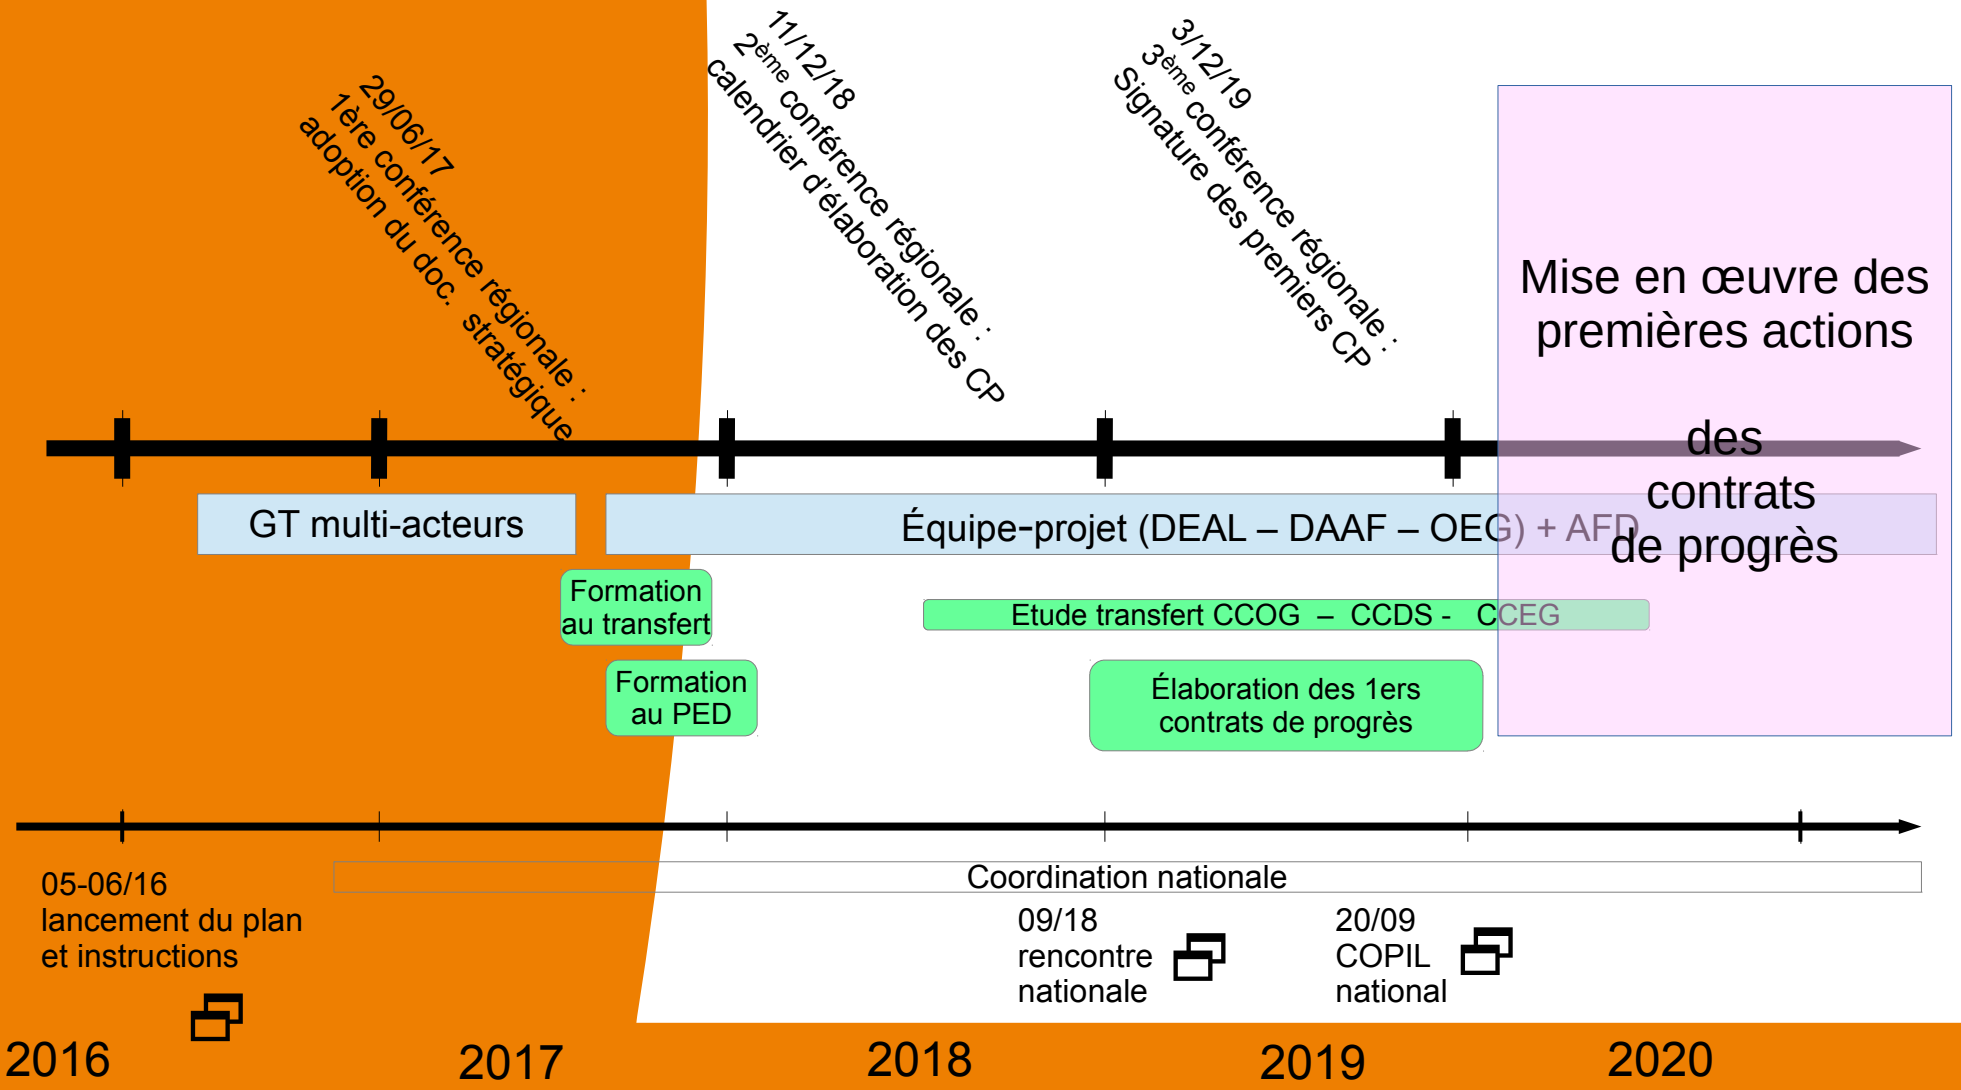 29/06/17
1ère conférence régionale :
adoption du doc. stratégique
11/12/18
2ème conférence régionale :
calendrier d'élaboration des CP
3/12/19
3ème conférence régionale :
Signature des premiers CP
Mise en œuvre des
premières actions
des
contrats
de progrès
GT multi-acteurs
Équipe-projet (DEAL – DAAF – OEG) + AFD
Formation
au transfert
Etude transfert CCOG – CCDS - CCEG
Formation
au PED
Élaboration des 1ers
contrats de progrès
Coordination nationale
05-06/16
lancement du plan
et instructions
09/18
rencontre
nationale
20/09
COPIL
national
2016
2017
2018
2019
2020